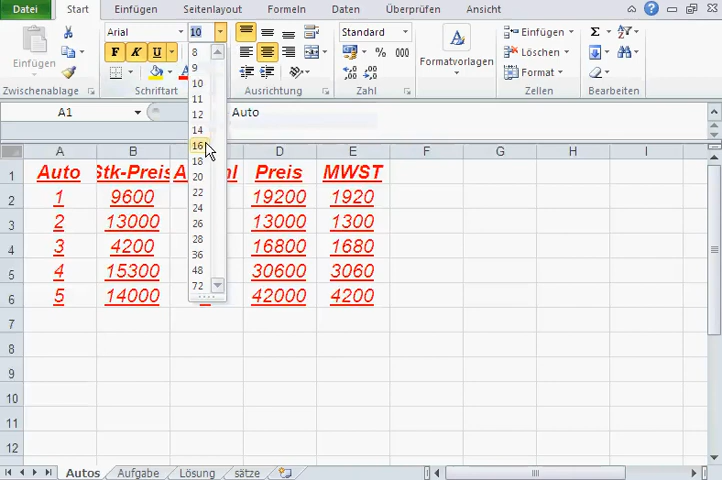 Datei Start Einfügen Seitenlayout Formeln Daten Überprüfen Ansicht
Arial 10 Standard Einfügen
Einfügen F K U Formatvorlagen Löschen
% 000 Format
Zwischenablage Schriftart Ausrichtung Zahl Zellen Bearbeiten
8
9
10
11
12
14
16
18
20
22
24
26
28
36
48
72
A1 Auto
A B D E F G H I
1 Auto Stk-Preis Preis MWST
2 1 9600 19200 1920
3 2 13000 13000 1300
4 3 4200 16800 1680
5 4 15300 30600 3060
6 5 14000 42000 4200
7
8
9
10
11
12
Autos Aufgabe Lösung sätze